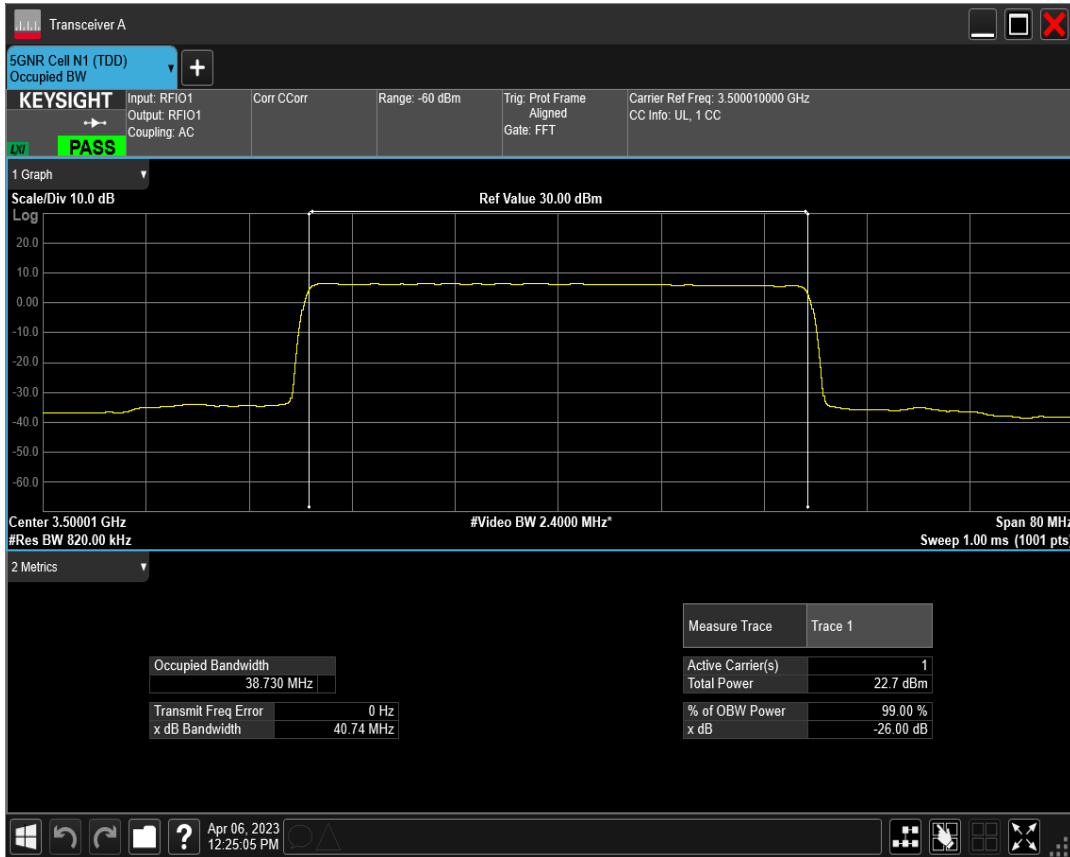 Transceiver A
5GNR Cell N1 (TDD)
Occupied BW
+
KEYSIGHT
LXI
PASS
Input: RFIO1
Output: RFIO1
Coupling: AC
Corr CCorr
Range: -60 dBm
Trig: Prot Frame
Aligned
Gate: FFT
Carrier Ref Freq: 3.500010000 GHz
CC Info: UL, 1 CC
1 Graph
Scale/Div 10.0 dB
Ref Value 30.00 dBm
Log
20.0
10.0
0.00
-10.0
-20.0
-30.0
-40.0
-50.0
-60.0
Center 3.50001 GHz
#Video BW 2.4000 MHz*
Span 80 MHz
#Res BW 820.00 kHz
Sweep 1.00 ms (1001 pts)
2 Metrics
Measure Trace Trace 1
Occupied Bandwidth
38.730 MHz
Active Carrier(s) 1
Total Power 22.7 dBm
Transmit Freq Error 0 Hz
x dB Bandwidth 40.74 MHz
% of OBW Power 99.00 %
x dB -26.00 dB
?
Apr 06, 2023
12:25:05 PM